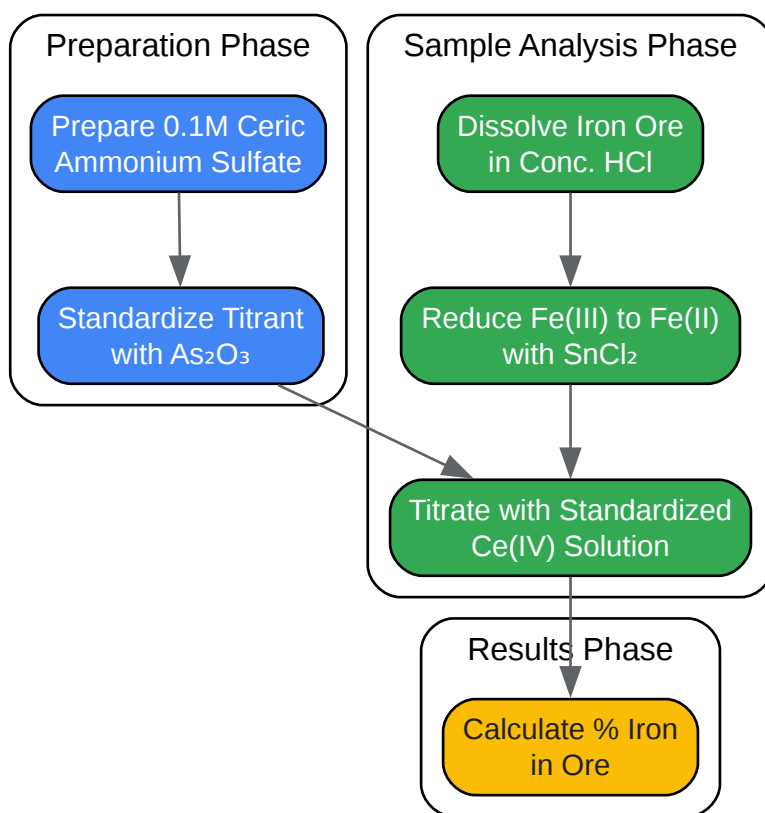 Preparation Phase
Prepare 0.1M Ceric
Ammonium Sulfate
Standardize Titrant
with As₂O₃
Sample Analysis Phase
Dissolve Iron Ore
in Conc. HCl
Reduce Fe(III) to Fe(II)
with SnCl₂
Titrate with Standardized
Ce(IV) Solution
Results Phase
Calculate % Iron
in Ore